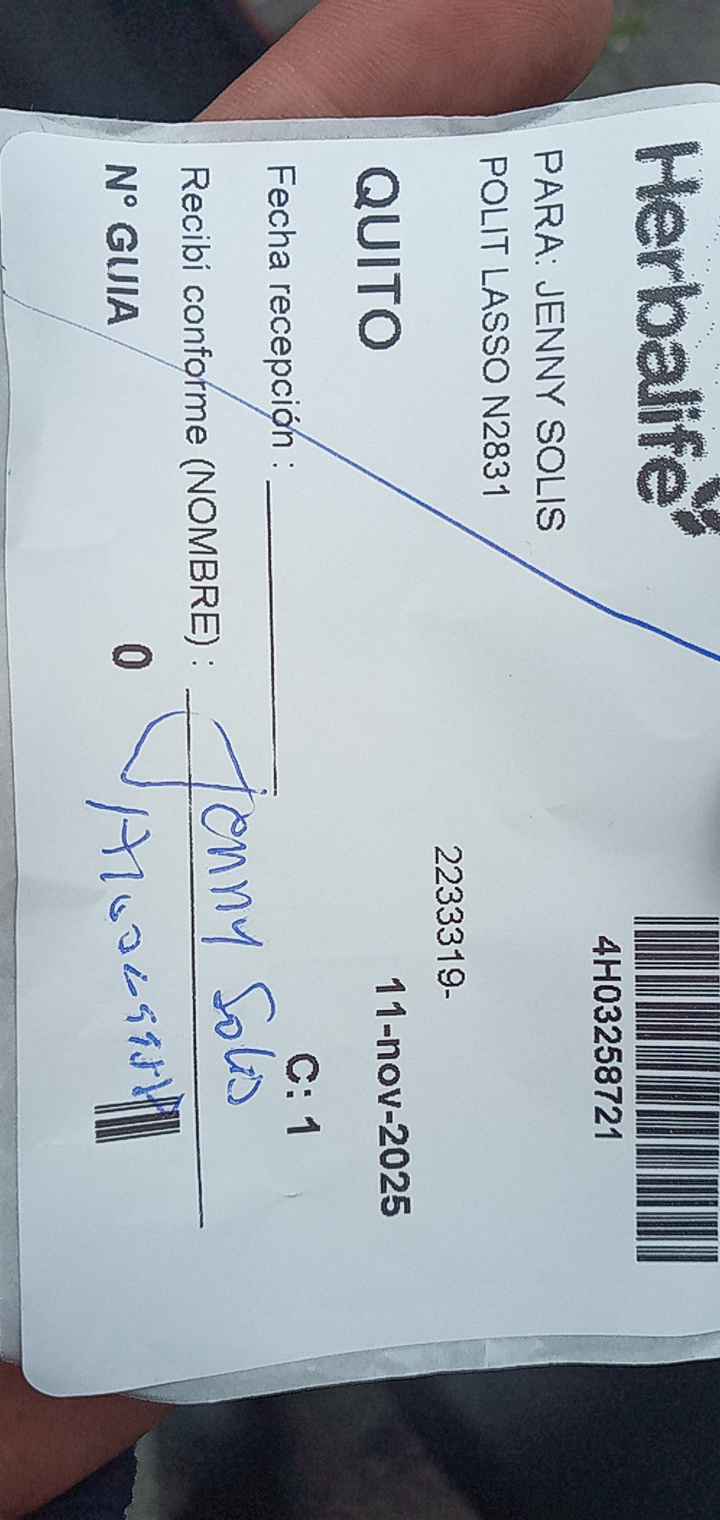 Herbalife
4H03258721
PARA: JENNY SOLIS
POLIT LASSO N2831
2233319-
QUITO
11-nov-2025
Fecha recepción :
C: 1
Recibí conforme (NOMBRE) :
Jenny Solis
N° GUIA 0